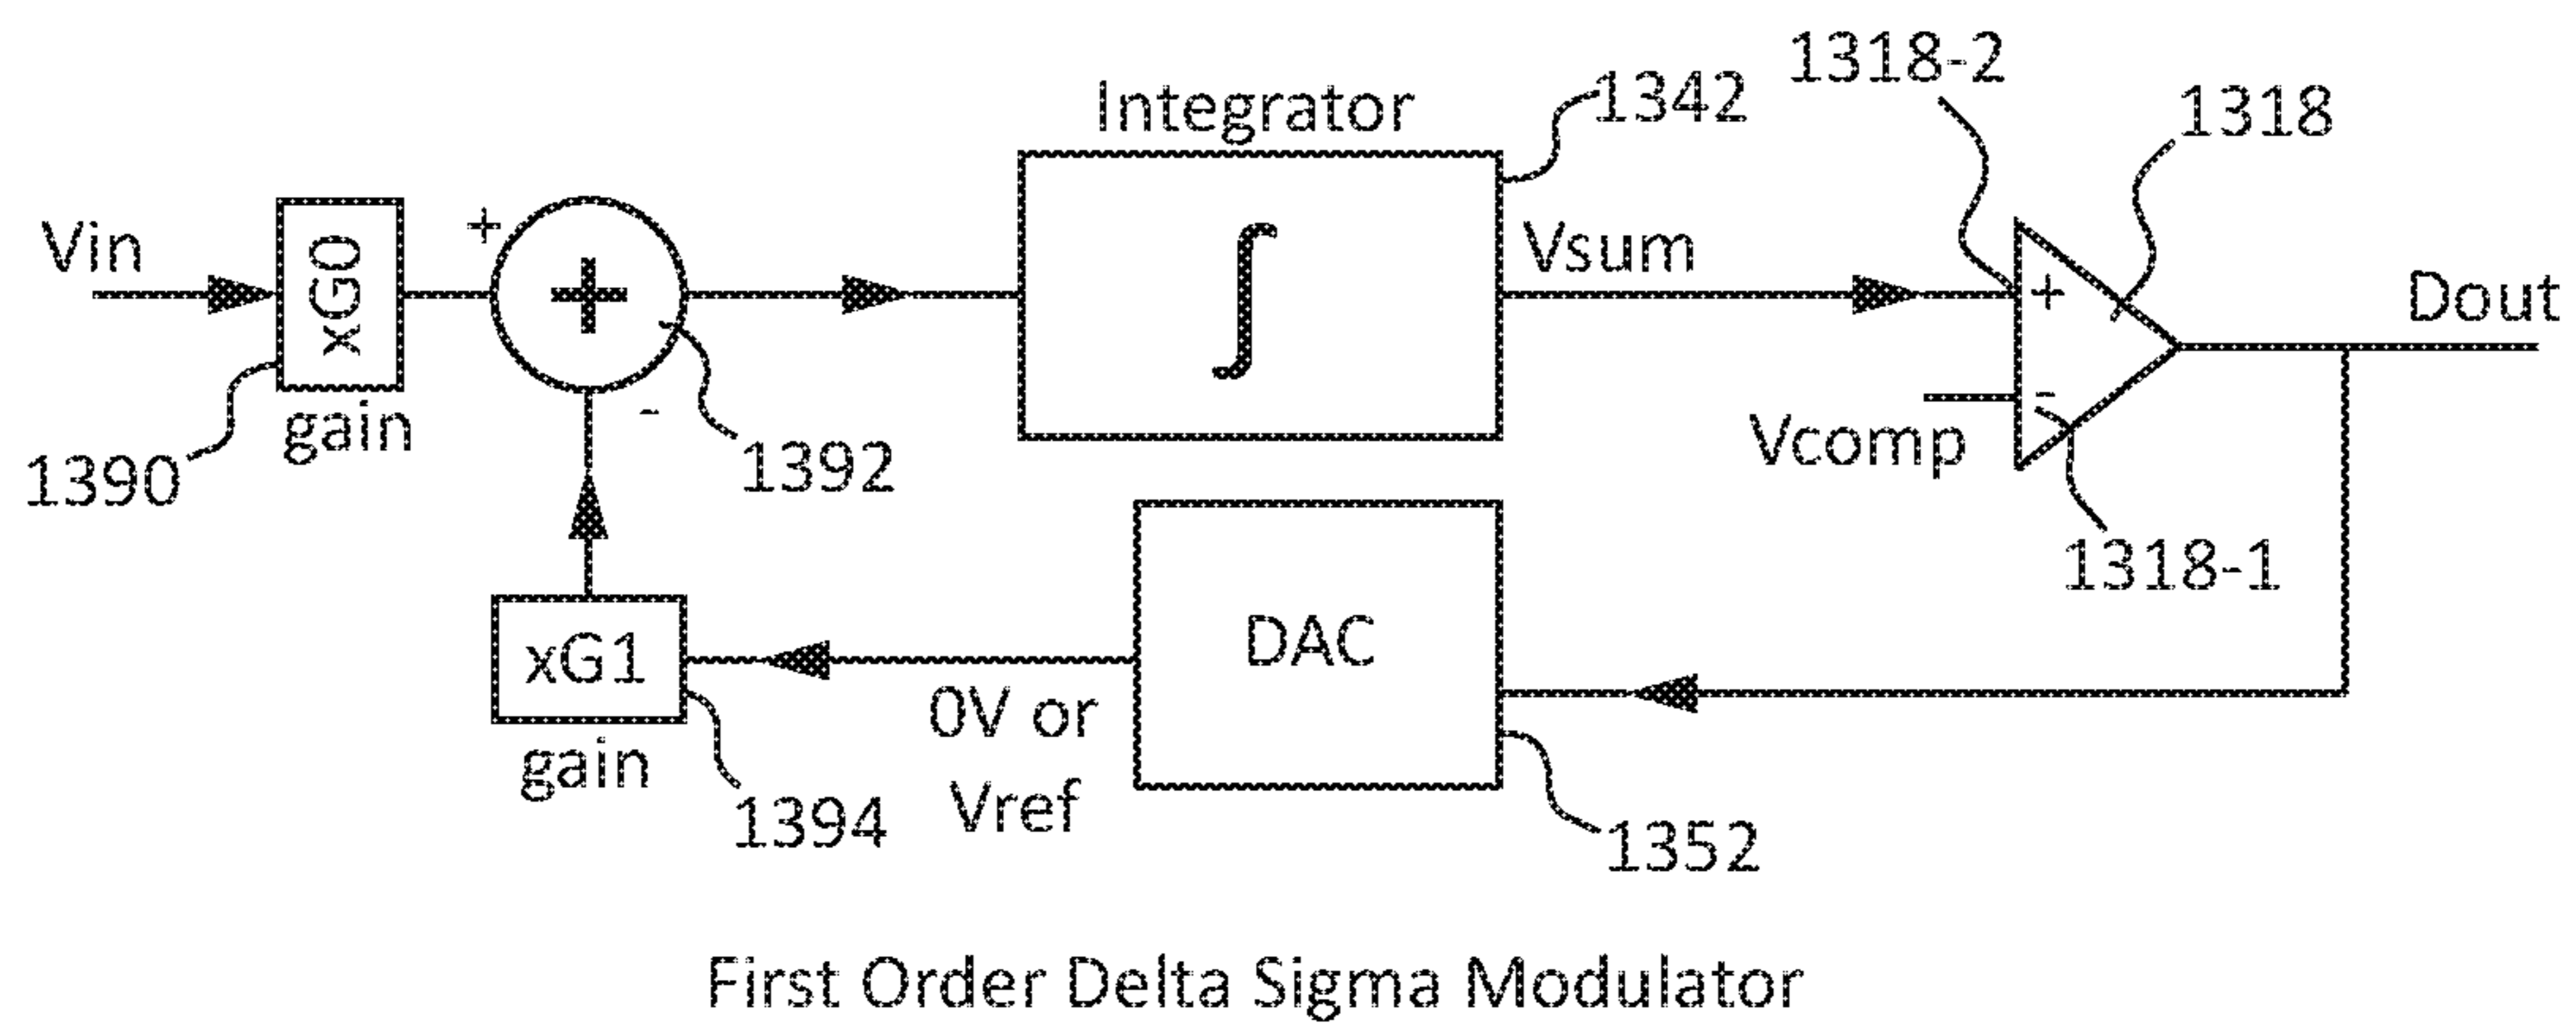 1318-2
Integrator
1342
1318
Vin
xG0
+
+
∫
Vsum
+
Dout
gain
-
-
1390
1392
Vcomp
1318-1
xG1
DAC
0V or
Vref
gain
1394
1352
First Order Delta Sigma Modulator